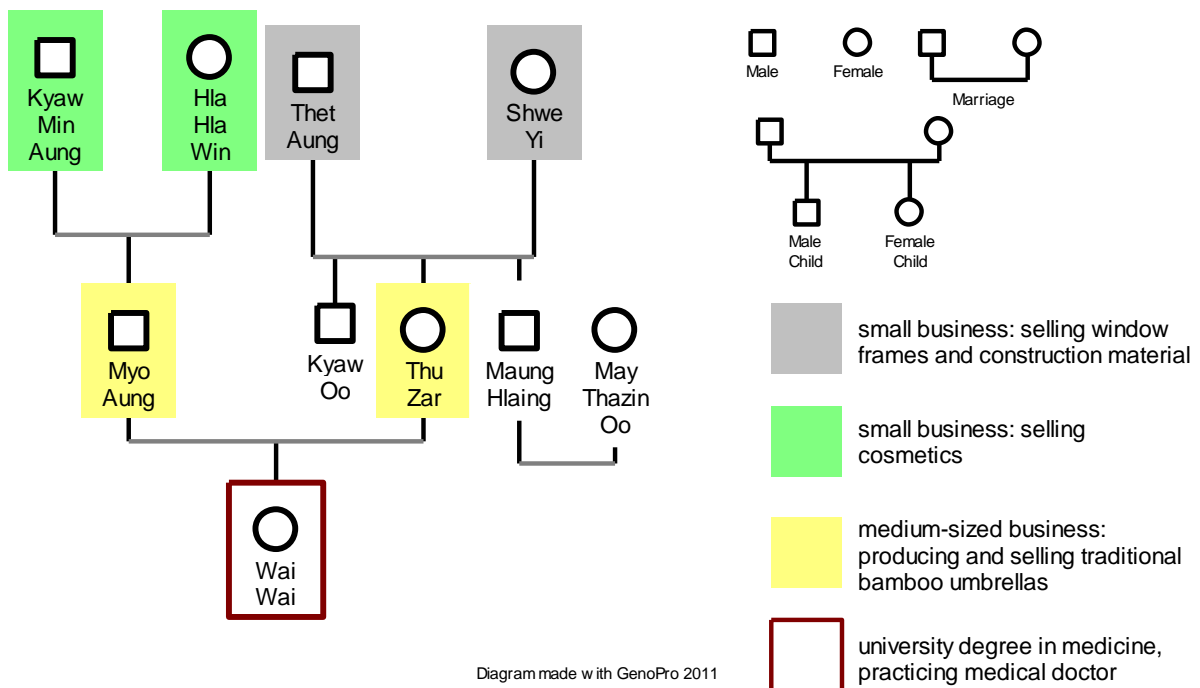 Kyaw
Min
Aung
Hla
Hla
Win
Thet
Aung
Shwe
Yi
Male
Female
Marriage
Male
Child
Female
Child
Myo
Aung
Kyaw
Oo
Thu
Zar
Maung
Hlaing
May
Thazin
Oo
Wai
Wai
small business: selling window
frames and construction material
small business: selling
cosmetics
medium-sized business:
producing and selling traditional
bamboo umbrellas
university degree in medicine,
practicing medical doctor
Diagram made with GenoPro 2011